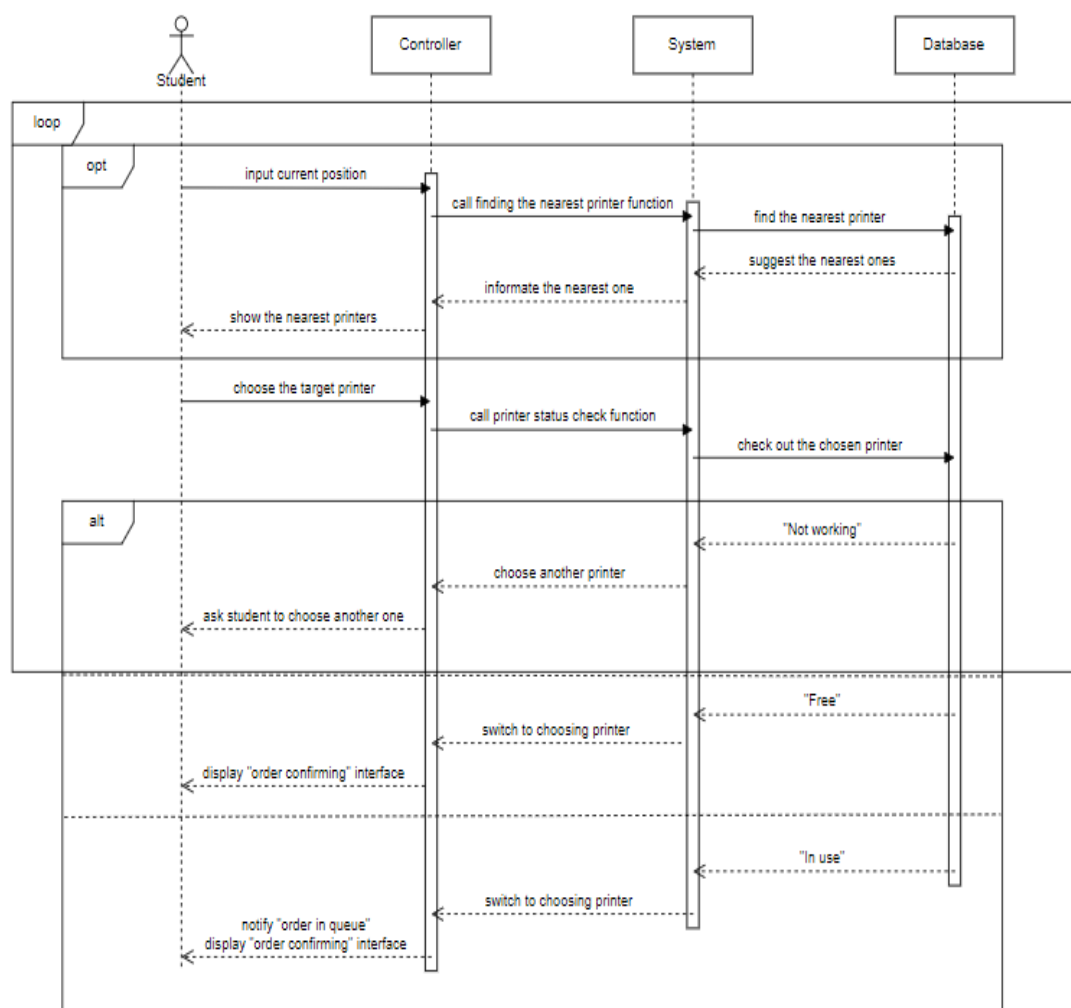 Student
Controller
System
Database
loop
opt
input current position
call finding the nearest printer function
find the nearest printer
suggest the nearest ones
informate the nearest one
show the nearest printers
choose the target printer
call printer status check function
check out the chosen printer
alt
"Not working"
choose another printer
ask student to choose another one
"Free"
switch to choosing printer
display "order confirming" interface
"In use"
switch to choosing printer
notify "order in queue"
display "order confirming" interface